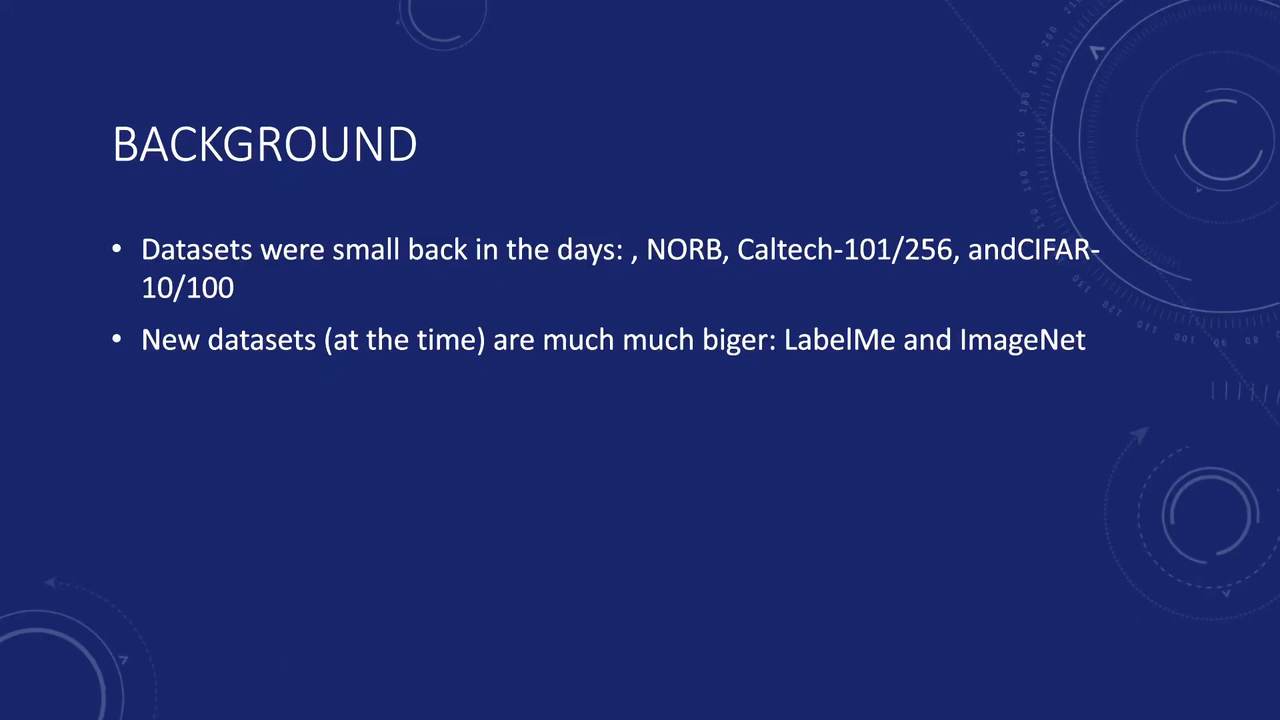 BACKGROUND
• Datasets were small back in the days: , NORB, Caltech-101/256, andCIFAR-
10/100
• New datasets (at the time) are much much biger: LabelMe and ImageNet